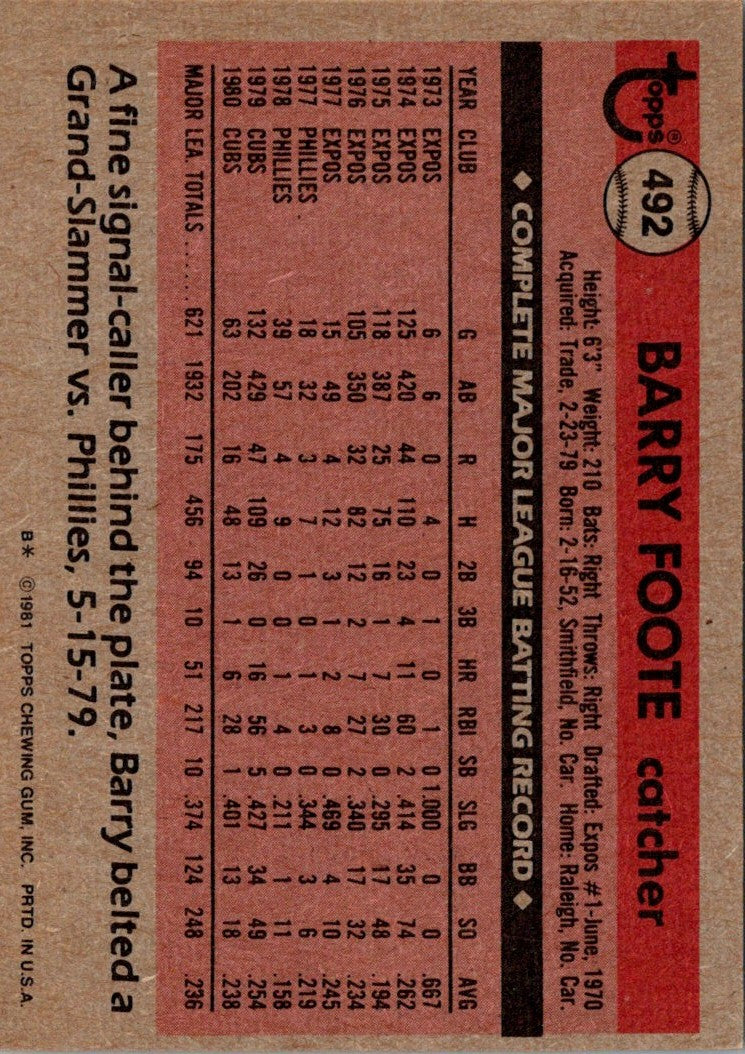 Topps®
492
BARRY FOOTE catcher
Height: 6'3" Weight: 210 Bats: Right Throws: Right Drafted: Expos #1-June, 1970
Acquired: Trade, 2-23-79 Born: 2-16-52, Smithfield, No. Car. Home: Raleigh, No. Car.
◆ COMPLETE MAJOR LEAGUE BATTING RECORD ◆
YEAR CLUB G AB R H 2B 3B HR RBI SB SLG BB SO AVG
1973 EXPOS 6 6 0 4 0 1 0 1 0 1.000 0 0 .667
1974 EXPOS 125 420 44 110 23 4 11 60 2 .414 35 74 .262
1975 EXPOS 118 387 25 75 16 1 7 30 0 .295 17 48 .194
1976 EXPOS 105 350 32 82 12 2 7 27 2 .340 17 32 .234
1977 EXPOS 15 49 4 12 3 1 2 8 0 .469 4 10 .245
1977 PHILLIES 18 32 3 7 1 0 1 3 0 .344 3 6 .219
1978 PHILLIES 39 57 4 9 0 0 1 4 0 .211 1 11 .158
1979 CUBS 132 429 47 109 26 0 16 56 5 .427 34 49 .254
1980 CUBS 63 202 16 48 13 1 6 28 1 .401 13 18 .238
MAJOR LEA. TOTALS ....... 621 1932 175 456 94 10 51 217 10 .374 124 248 .236
A fine signal-caller behind the plate, Barry belted a
Grand-Slammer vs. Phillies, 5-15-79.
B* ©1981 TOPPS CHEWING GUM, INC. PRTD. IN U.S.A.